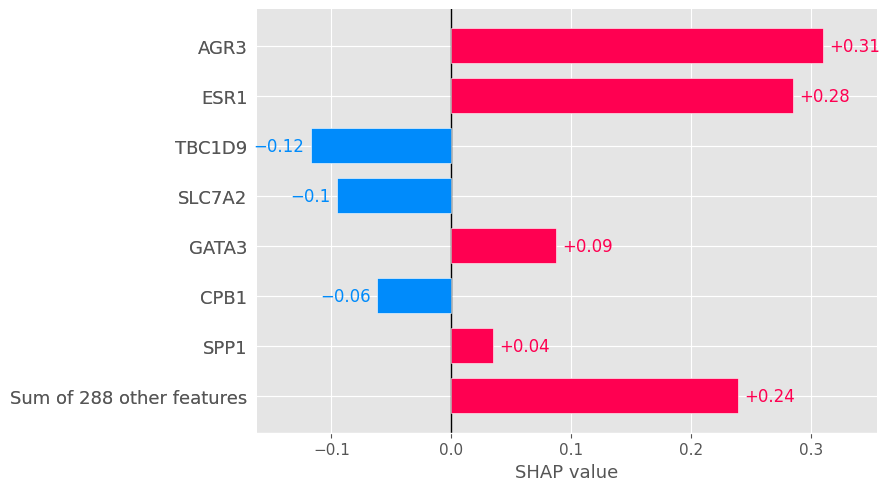 AGR3
+0.31
ESR1
+0.28
TBC1D9
−0.12
SLC7A2
−0.1
GATA3
+0.09
CPB1
−0.06
SPP1
+0.04
Sum of 288 other features
+0.24
−0.1
0.0
0.1
0.2
0.3
SHAP value